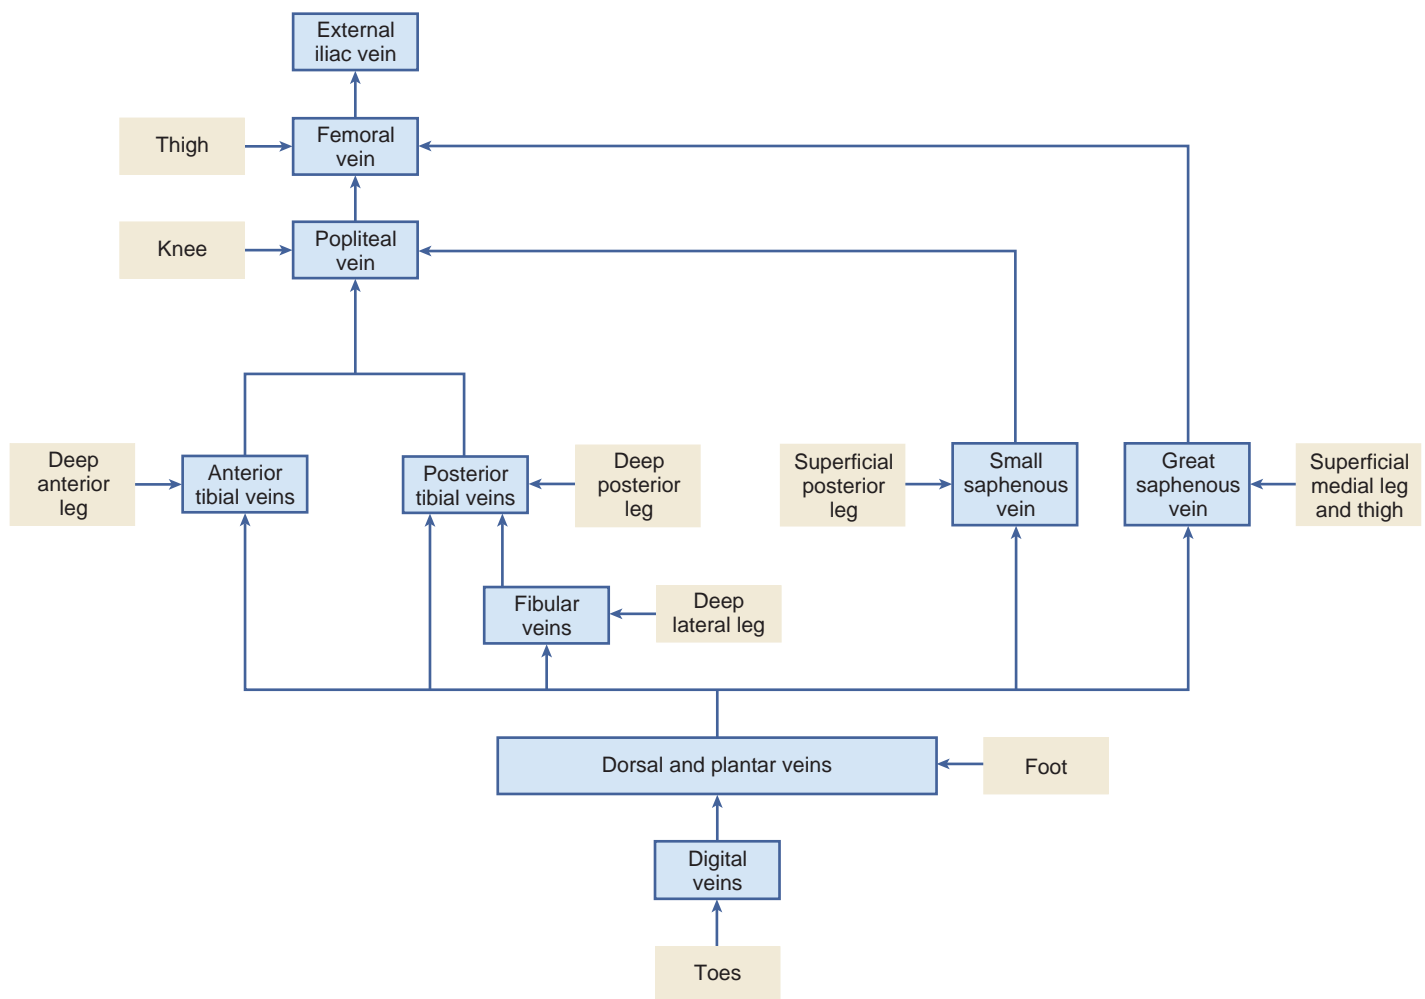 External
iliac vein
Thigh
Femoral
vein
Knee
Popliteal
vein
Deep
anterior
leg
Anterior
tibial veins
Posterior
tibial veins
Deep
posterior
leg
Superficial
posterior
leg
Small
saphenous
vein
Great
saphenous
vein
Superficial
medial leg
and thigh
Fibular
veins
Deep
lateral leg
Dorsal and plantar veins
Foot
Digital
veins
Toes